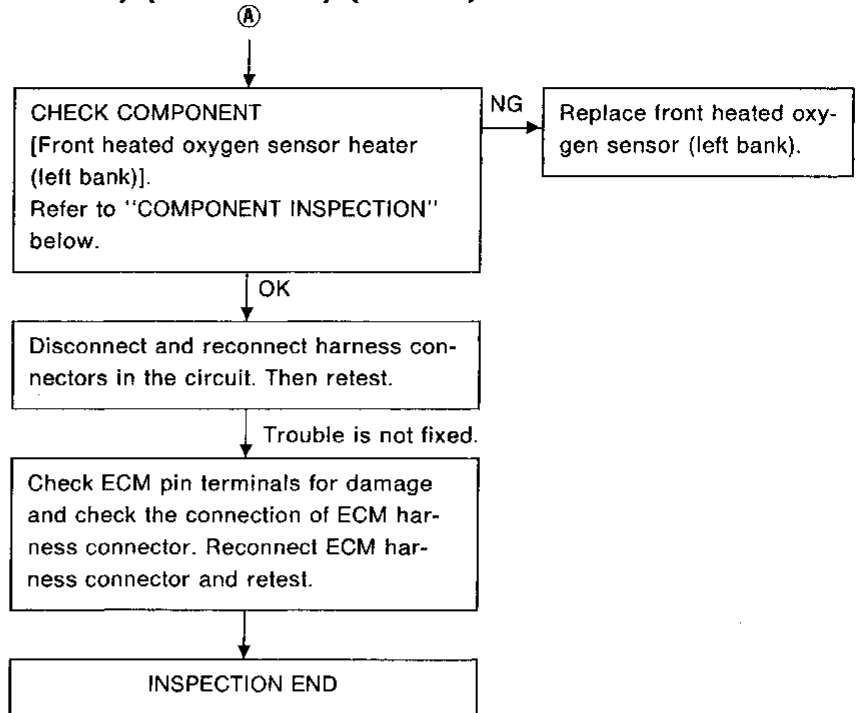 Ⓐ
CHECK COMPONENT
[Front heated oxygen sensor heater
(left bank)].
Refer to "COMPONENT INSPECTION"
below.
NG
Replace front heated oxy-
gen sensor (left bank).
OK
Disconnect and reconnect harness con-
nectors in the circuit. Then retest.
Trouble is not fixed.
Check ECM pin terminals for damage
and check the connection of ECM har-
ness connector. Reconnect ECM har-
ness connector and retest.
INSPECTION END